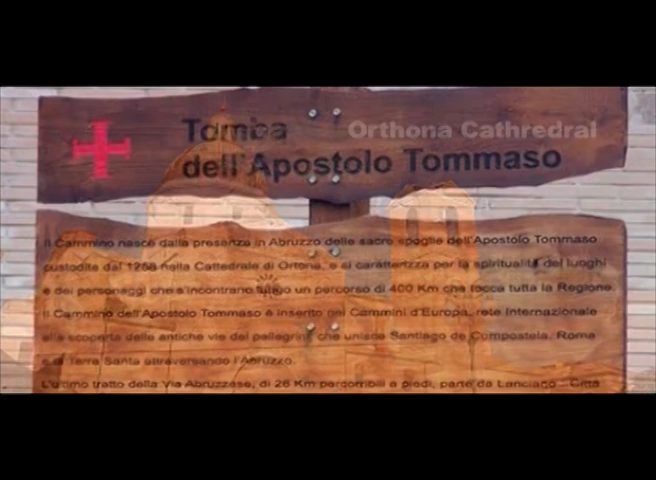 Tomba
Orthona Cathredral
dell'Apostolo Tommaso
Il Cammino nasce dalla presenza in Abruzzo delle sacre spoglie dell'Apostolo Tommaso
custodite dal 1258 nella Cattedrale di Ortona, e si caratterizza per la spiritualità dei luoghi
e dei personaggi che s'incontrano lungo un percorso di 400 Km che tocca tutta la Regione.
Il Cammino dell'Apostolo Tommaso è inserito nei Cammini d'Europa, rete Internazionale
alla scoperta delle antiche vie dei pellegrini che unisce Santiago de Compostela, Roma
e la Terra Santa attraversando l'Abruzzo.
L'ultimo tratto della Via Abruzzese, di 26 Km percorribili a piedi, parte da Lanciano - Città